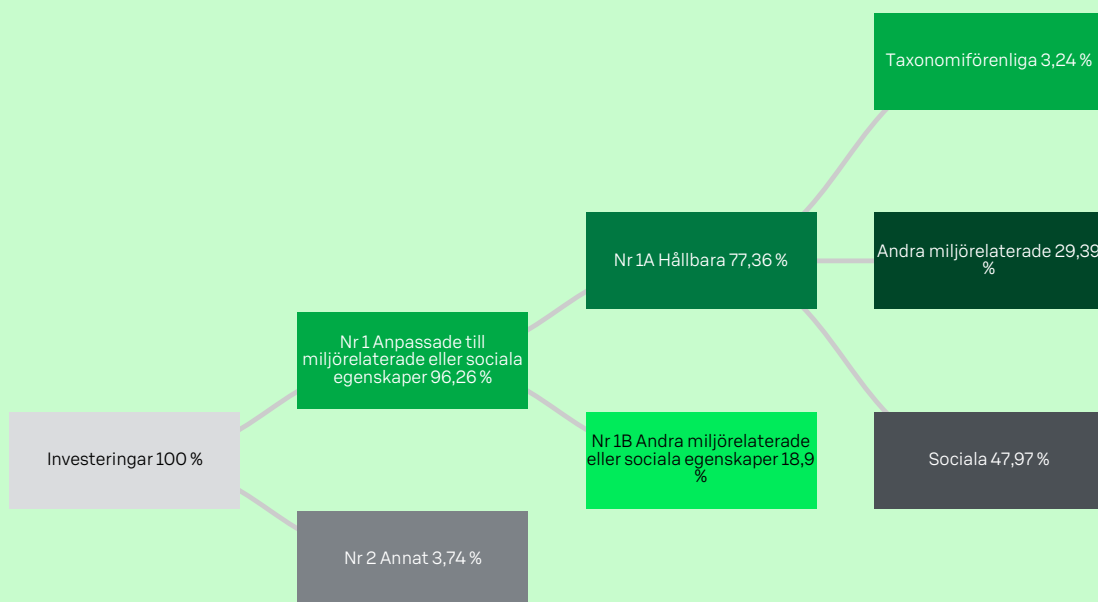 Taxonomiförenliga 3,24 %
Nr 1A Hållbara 77,36 %
Andra miljörelaterade 29,39
%
Nr 1 Anpassade till
miljörelaterade eller sociala
egenskaper 96,26 %
Investeringar 100 %
Nr 1B Andra miljörelaterade
eller sociala egenskaper 18,9
%
Sociala 47,97 %
Nr 2 Annat 3,74 %